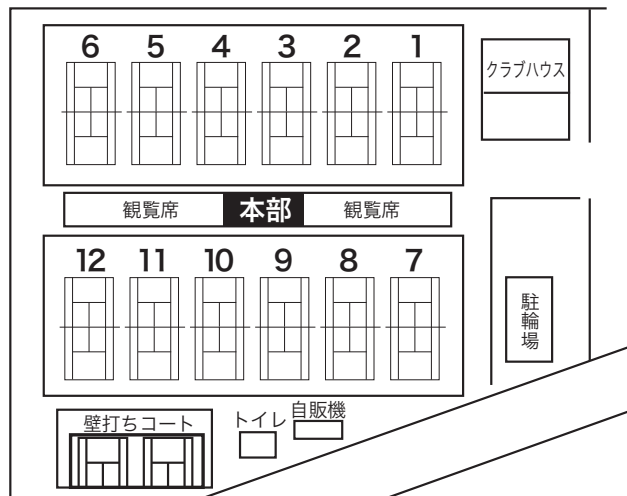 6 5 4 3 2 1
クラブハウス
観覧席 本部 観覧席
12 11 10 9 8 7
駐輪場
壁打ちコート
トイレ
自販機